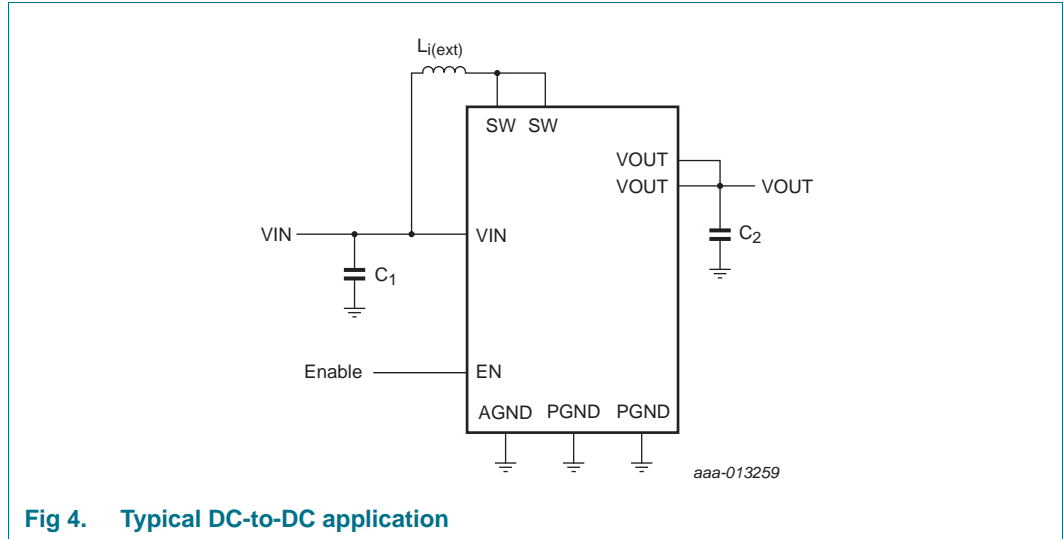 Li(ext)
SW SW
VOUT
VOUT VOUT
VIN VIN
C2
C1
Enable EN
AGND PGND PGND
aaa-013259
Fig 4. Typical DC-to-DC application